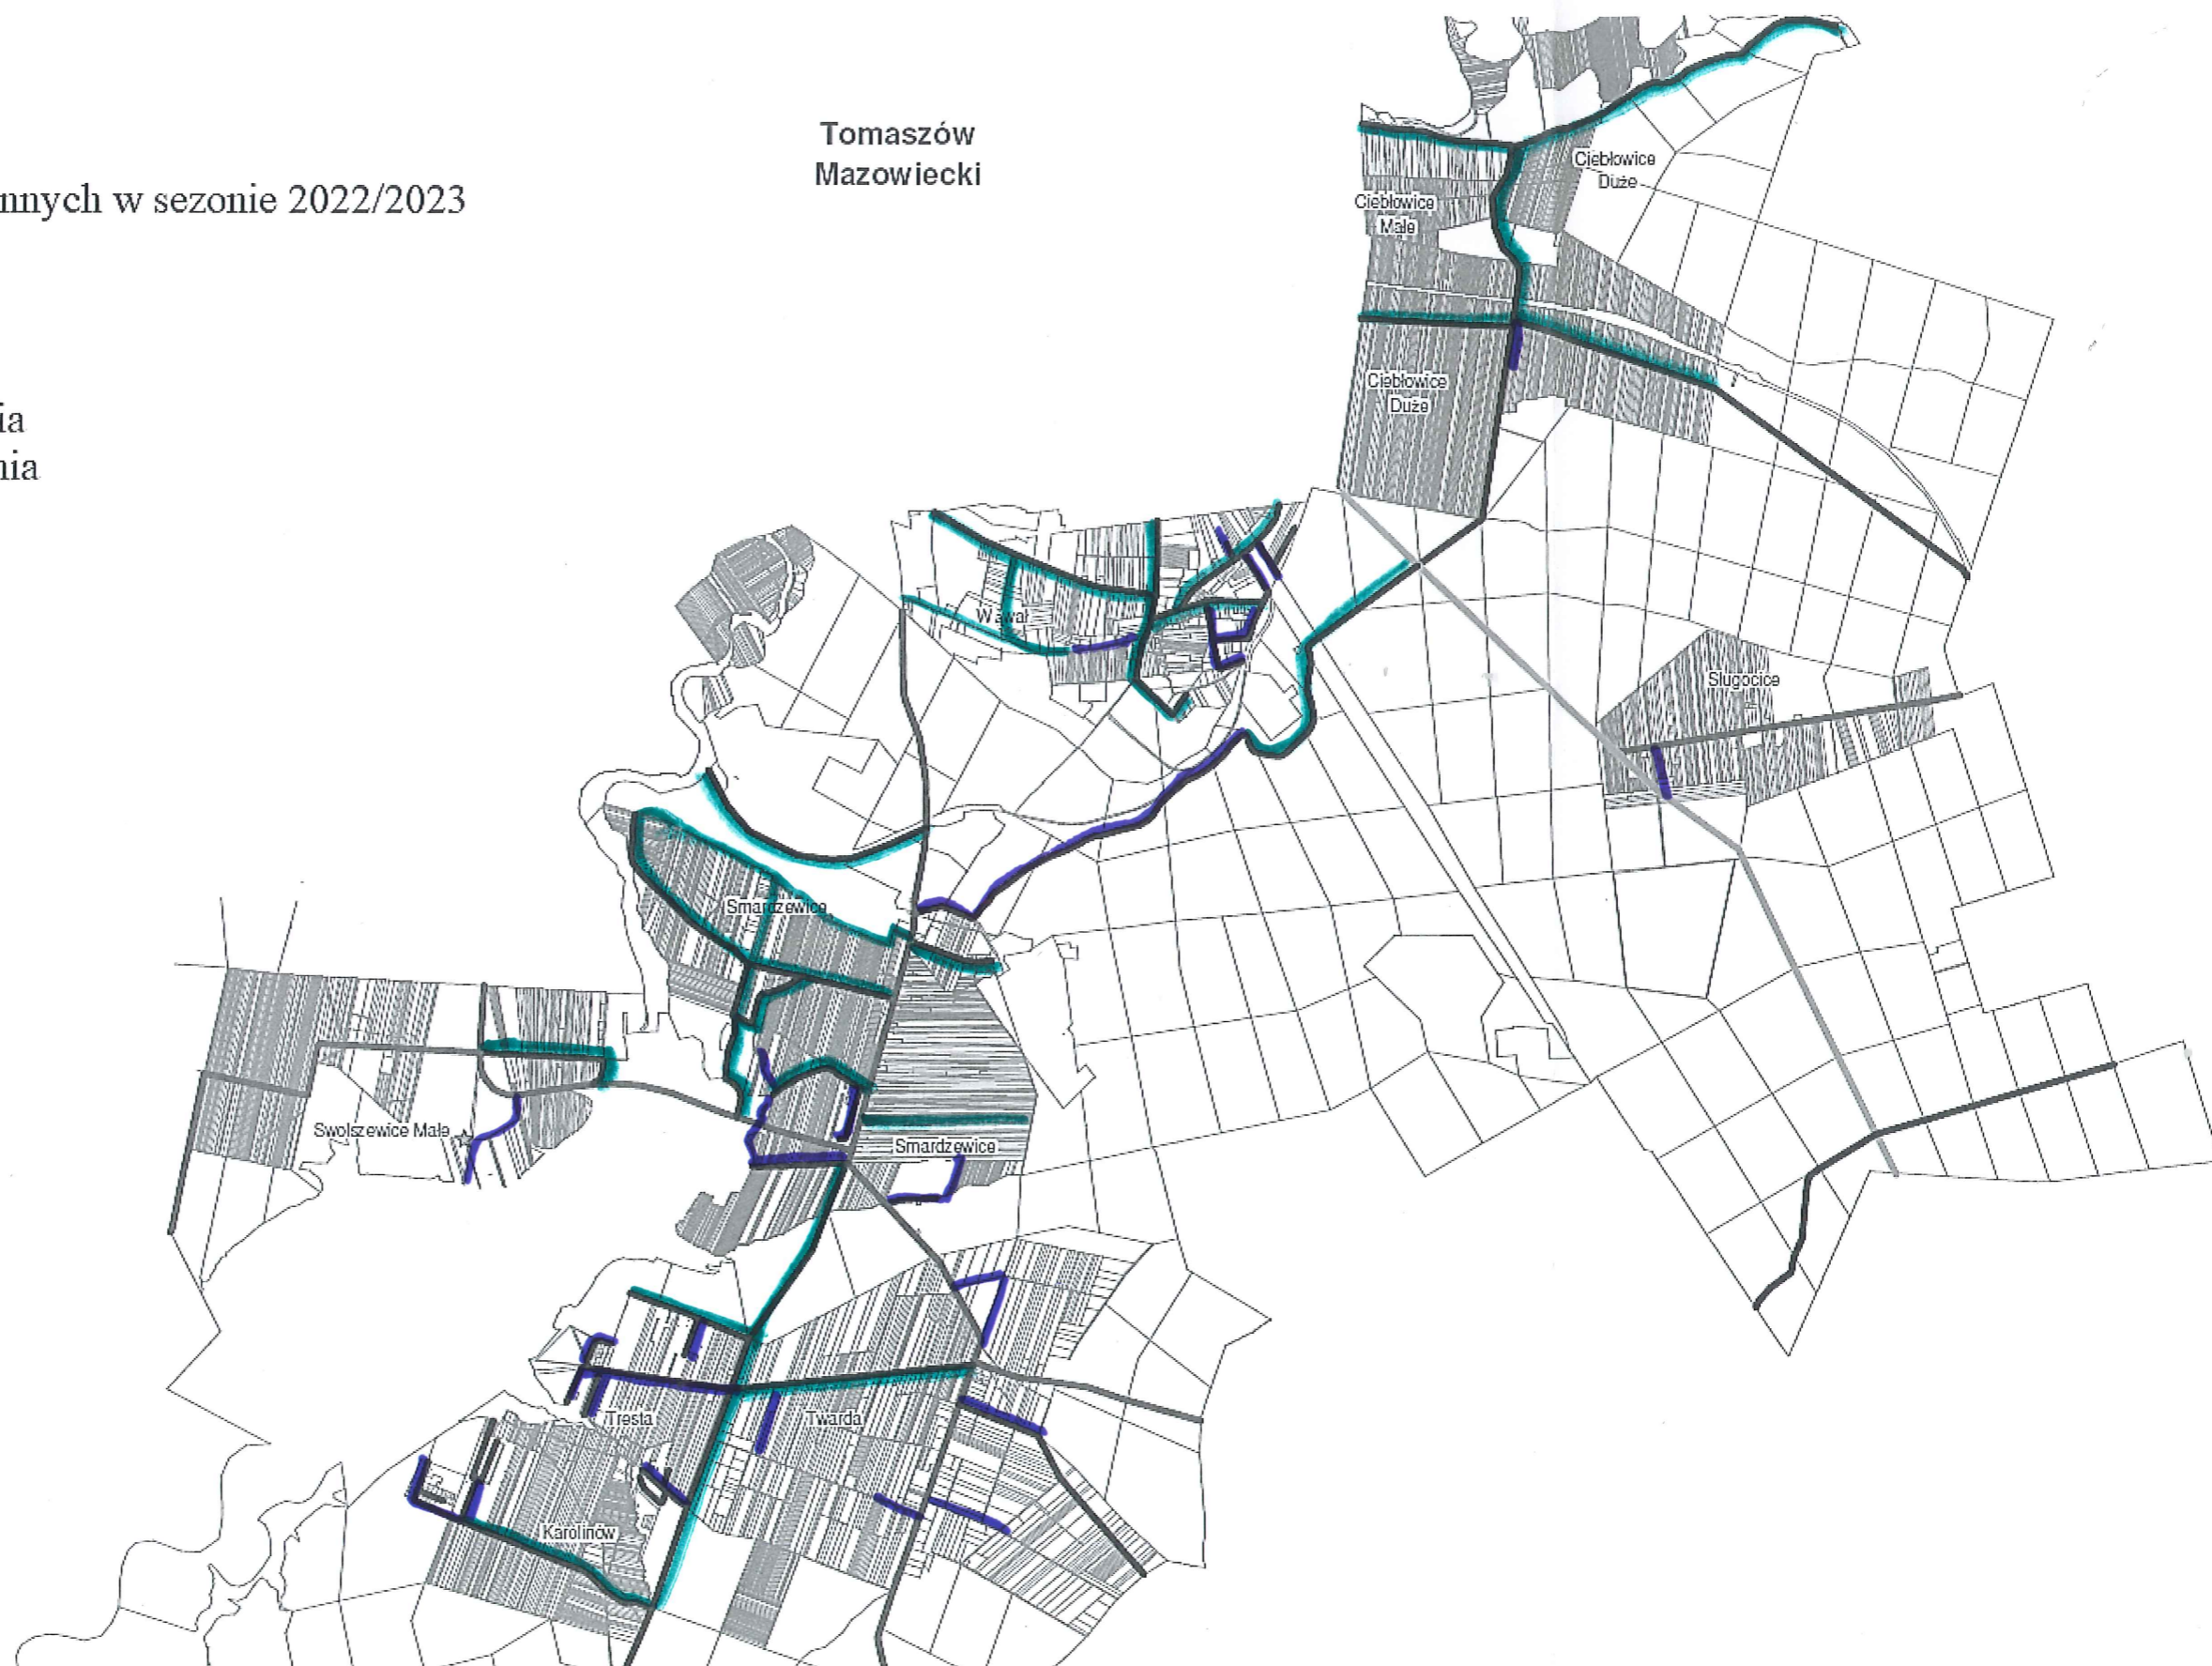 Tomaszów
Mazowiecki
nnych w sezonie 2022/2023
ia
nia
Ciebłowice
Duże
Ciebłowice
Małe
Ciebłowice
Duże
Wąwał
Sługocice
Smardzewice
Swolszewice Małe
Smardzewice
Tresta
Twarda
Karolinów